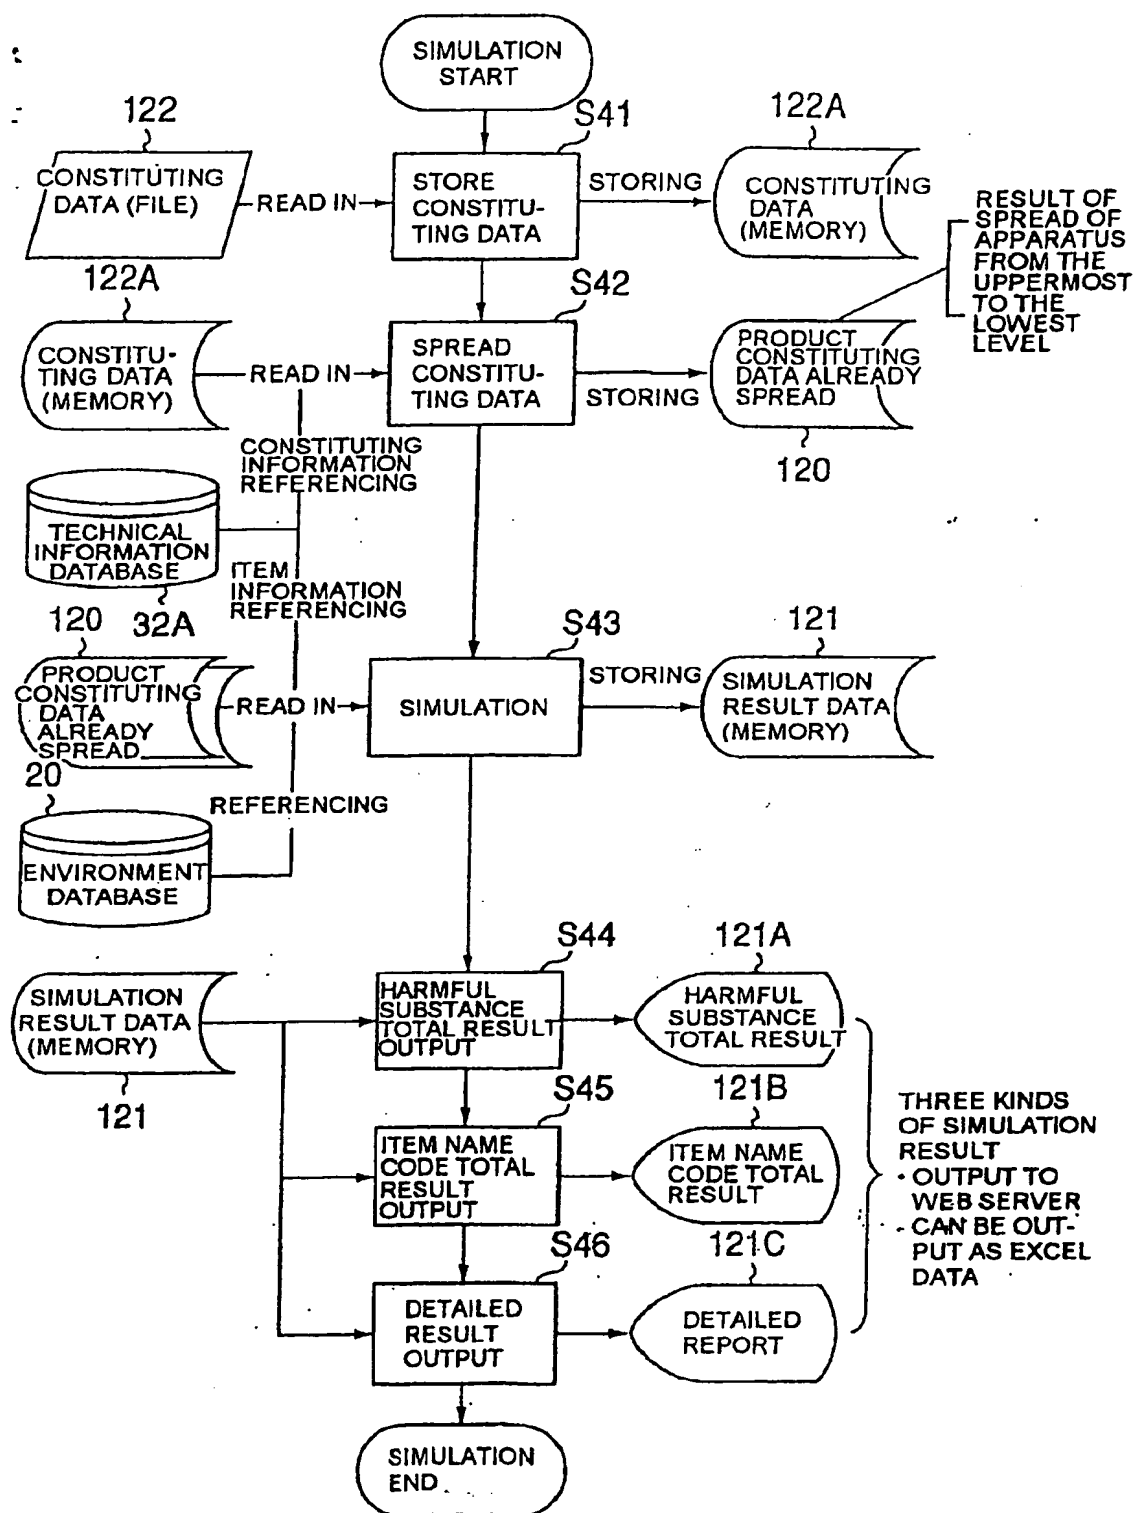 SIMULATION
START
122
S41
122A
CONSTITUTING
DATA (FILE)
READ IN
STORE
CONSTITU-
TING DATA
STORING
CONSTITUTING
DATA
(MEMORY)
RESULT OF
SPREAD OF
APPARATUS
FROM THE
UPPERMOST
TO THE
LOWEST
LEVEL
122A
S42
CONSTITU-
TING DATA
(MEMORY)
READ IN
SPREAD
CONSTITU-
TING DATA
STORING
PRODUCT
CONSTITUTING
DATA ALREADY
SPREAD
120
CONSTITUTING
INFORMATION
REFERENCING
TECHNICAL
INFORMATION
DATABASE
32A
ITEM
INFORMATION
REFERENCING
120
S43
121
PRODUCT
CONSTITUTING
DATA
ALREADY
SPREAD
READ IN
SIMULATION
STORING
SIMULATION
RESULT DATA
(MEMORY)
20
REFERENCING
ENVIRONMENT
DATABASE
S44
121A
SIMULATION
RESULT DATA
(MEMORY)
121
HARMFUL
SUBSTANCE
TOTAL RESULT
OUTPUT
HARMFUL
SUBSTANCE
TOTAL RESULT
S45
121B
ITEM NAME
CODE TOTAL
RESULT
OUTPUT
ITEM NAME
CODE TOTAL
RESULT
THREE KINDS
OF SIMULATION
RESULT
· OUTPUT TO
WEB SERVER
· CAN BE OUT-
PUT AS EXCEL
DATA
S46
121C
DETAILED
RESULT
OUTPUT
DETAILED
REPORT
SIMULATION
END